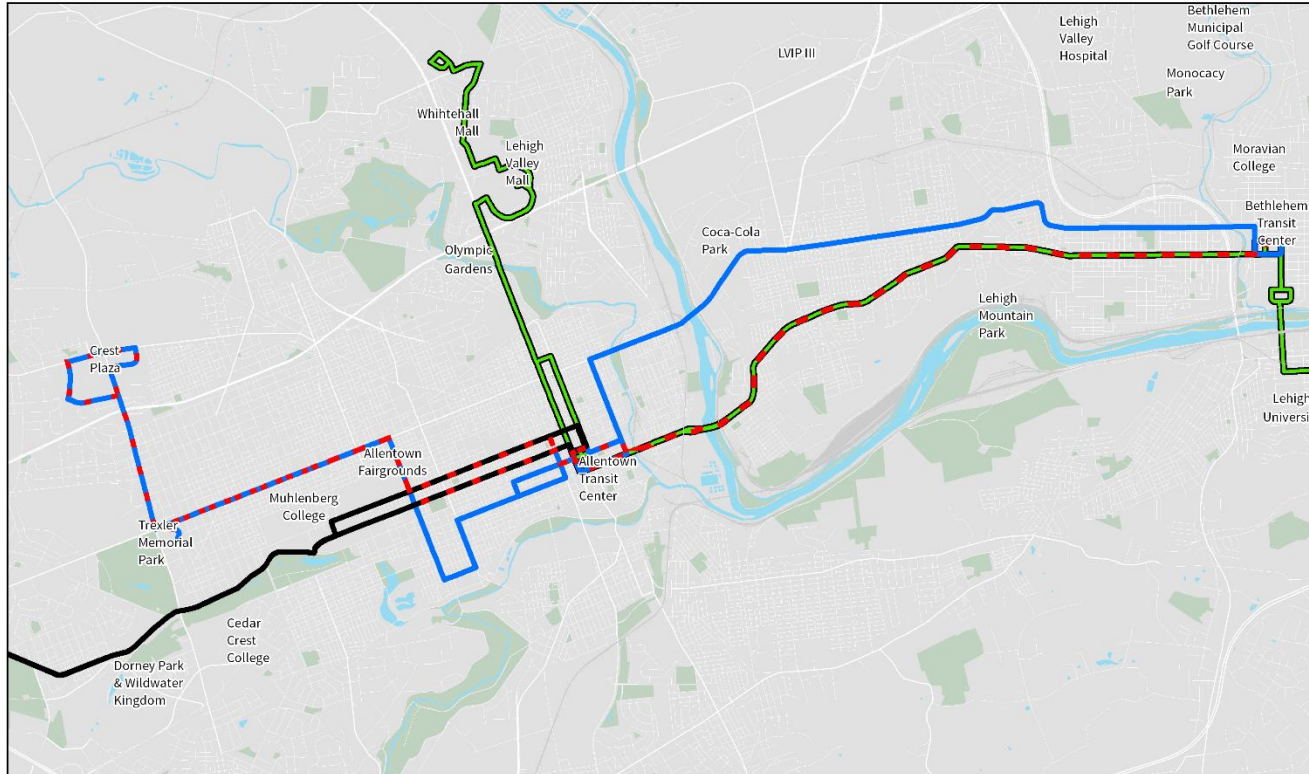 Bethlehem
Municipal
Golf Course
Lehigh
Valley
Hospital
LVIP III
Monocacy
Park
Whihtehall
Mall
Lehigh
Valley
Mall
Moravian
College
Bethlehem
Transit
Center
Coca-Cola
Park
Olympic
Gardens
Lehigh
Mountain
Park
Crest
Plaza
Lehigh
Universi
Allentown
Fairgrounds
Allentown
Transit
Center
Muhlenberg
College
Trexler
Memorial
Park
Cedar
Crest
College
Dorney Park
& Wildwater
Kingdom